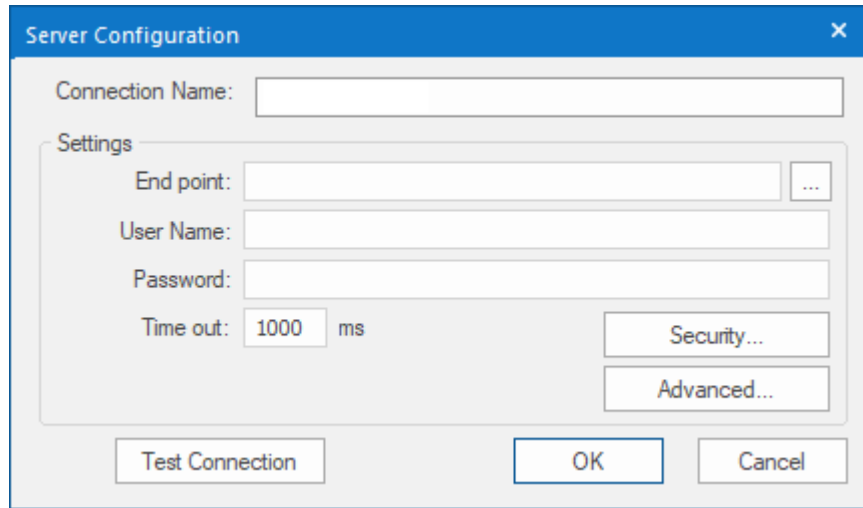 Server Configuration
Connection Name:
Settings
End point: ...
User Name:
Password:
Time out: 1000 ms
Security...
Advanced...
Test Connection OK Cancel